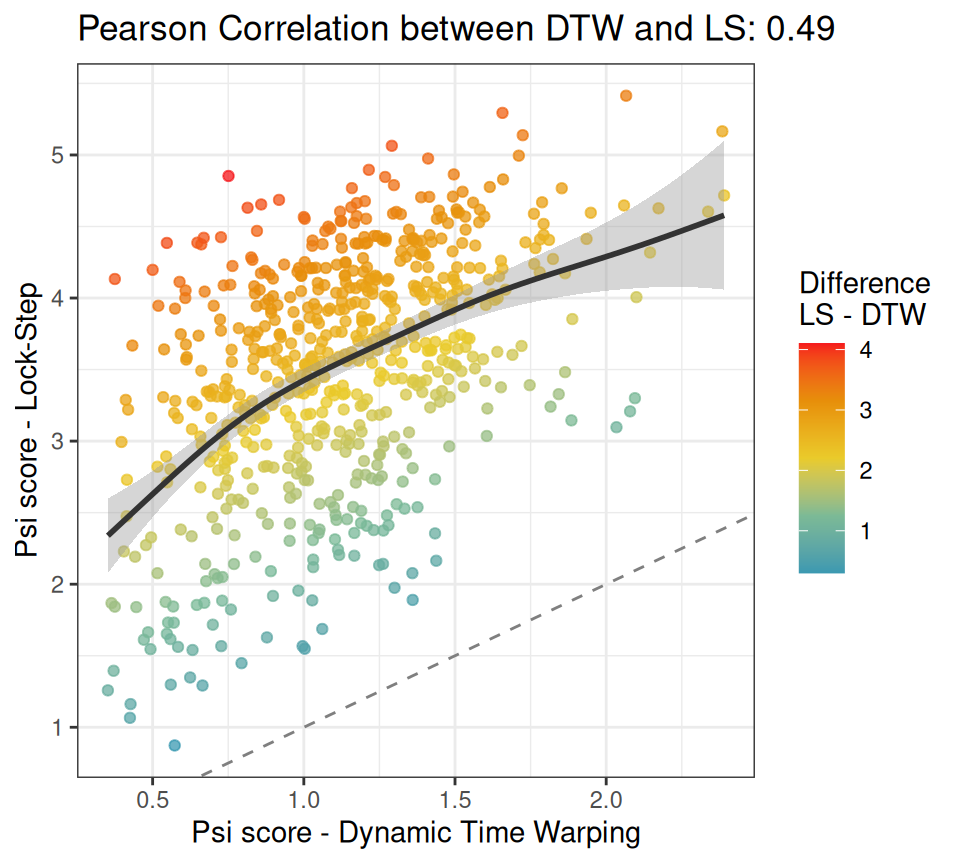 Pearson Correlation between DTW and LS: 0.49
Psi score - Lock-Step
5
4
3
2
1
0.5 1.0 1.5 2.0
Psi score - Dynamic Time Warping
Difference
LS - DTW
4
3
2
1